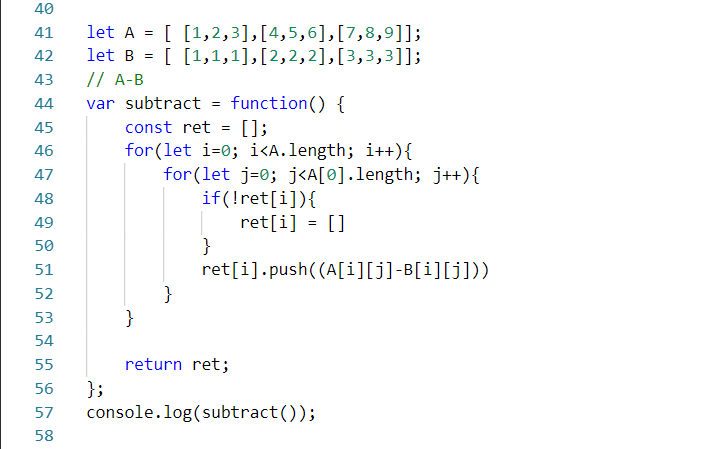 40
41 let A = [ [1,2,3],[4,5,6],[7,8,9]];
42 let B = [ [1,1,1],[2,2,2],[3,3,3]];
43 // A-B
44 var subtract = function() {
45     const ret = [];
46     for(let i=0; i<A.length; i++){
47         for(let j=0; j<A[0].length; j++){
48             if(!ret[i]){
49                 ret[i] = []
50             }
51             ret[i].push((A[i][j]-B[i][j]))
52         }
53     }
54
55     return ret;
56 };
57 console.log(subtract());
58